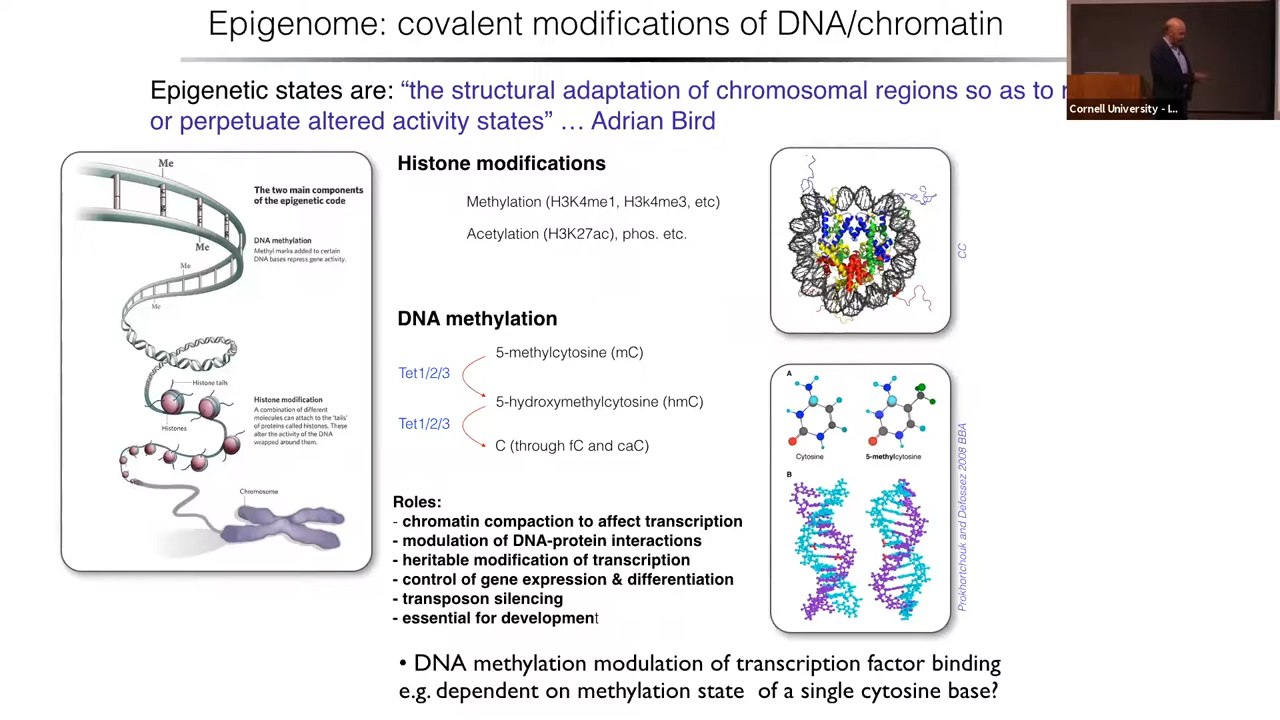 Epigenome: covalent modifications of DNA/chromatin
Epigenetic states are: “the structural adaptation of chromosomal regions so as to
or perpetuate altered activity states” … Adrian Bird
Cornell University - I...
Me
The two main components
of the epigenetic code
DNA methylation
Methyl marks added to certain
DNA bases repress gene activity.
Me
Me
Me
Histone tails
Histones
Histone modification
A combination of different
molecules can attach to the ‘tails’
of proteins called histones. These
alter the activity of the DNA
wrapped around them.
Chromosome
Histone modifications
Methylation (H3K4me1, H3k4me3, etc)
Acetylation (H3K27ac), phos. etc.
DNA methylation
5-methylcytosine (mC)
Tet1/2/3
5-hydroxymethylcytosine (hmC)
Tet1/2/3
C (through fC and caC)
Roles:
- chromatin compaction to affect transcription
- modulation of DNA-protein interactions
- heritable modification of transcription
- control of gene expression & differentiation
- transposon silencing
- essential for development
CC
A
Cytosine
5-methylcytosine
B
Prokhortchouk and Defossez 2008 BBA
• DNA methylation modulation of transcription factor binding
e.g. dependent on methylation state of a single cytosine base?